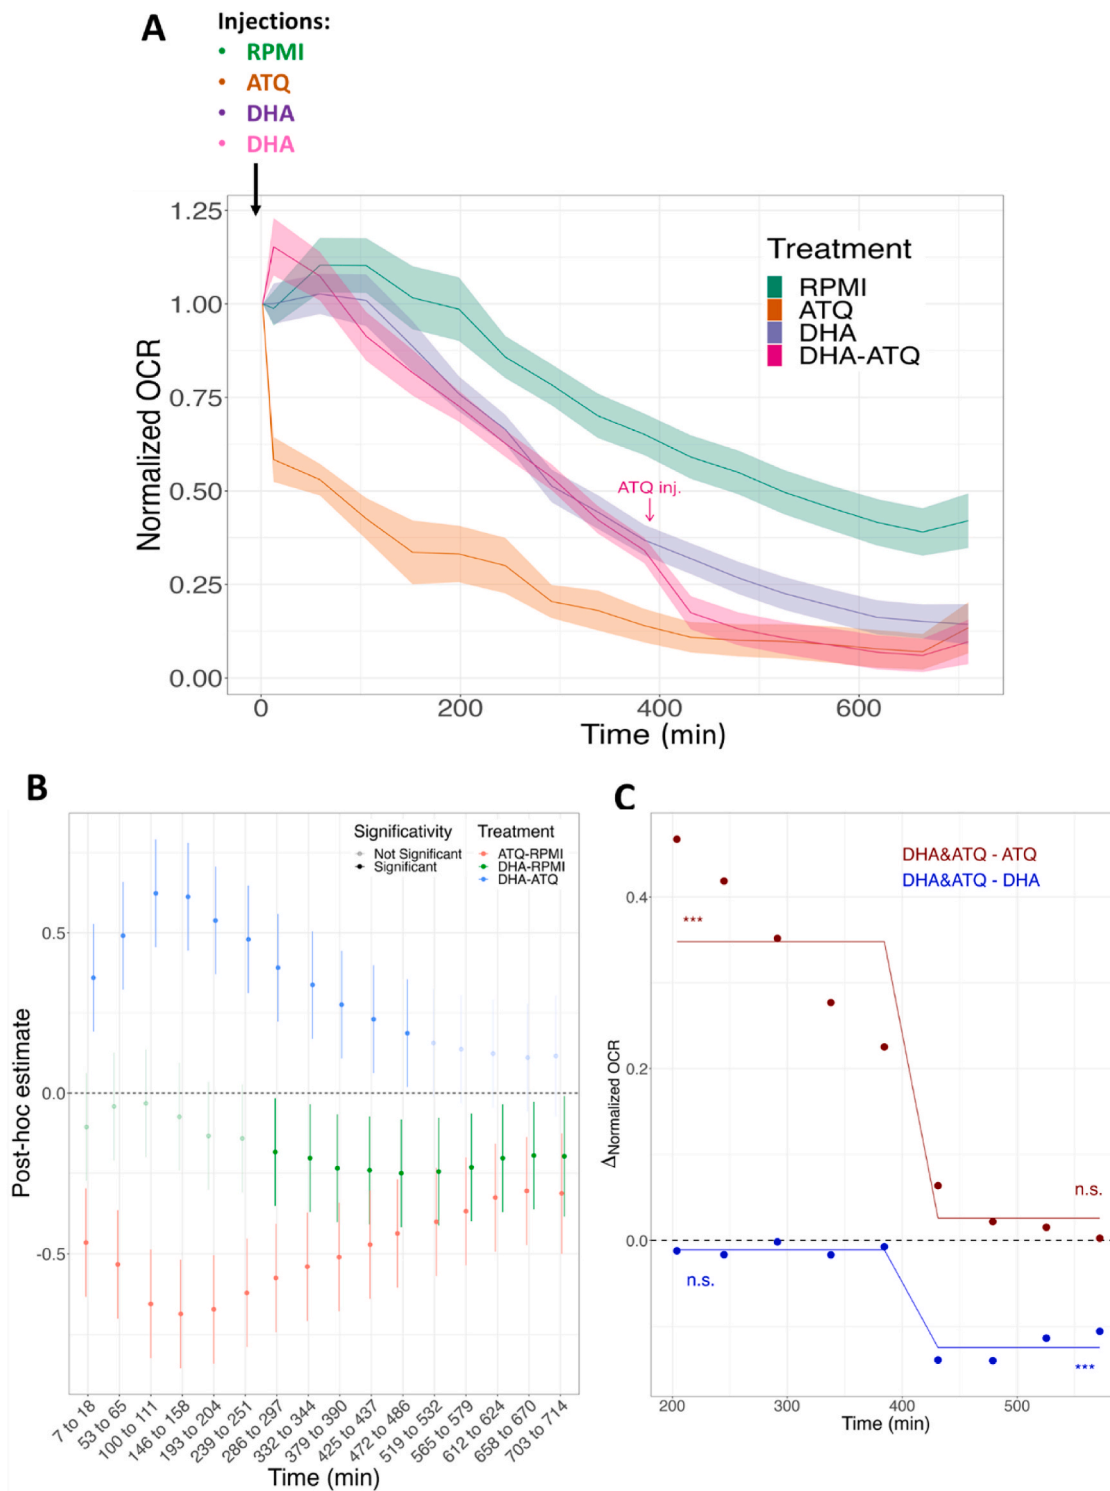 A
Injections:
• RPMI
• ATQ
• DHA
• DHA
Normalized OCR
1.25
1.00
0.75
0.50
0.25
0.00
Treatment
RPMI
ATQ
DHA
DHA-ATQ
ATQ inj.
0 200 400 600
Time (min)
B
Post-hoc estimate
0.5
0.0
-0.5
Significativity
Not Significant
Significant
Treatment
ATQ-RPMI
DHA-RPMI
DHA-ATQ
7 to 18
53 to 65
100 to 111
146 to 158
193 to 204
239 to 251
286 to 297
332 to 344
379 to 390
425 to 437
472 to 486
519 to 532
565 to 579
612 to 624
658 to 670
703 to 714
Time (min)
C
ΔNormalized OCR
0.4
0.2
0.0
DHA&ATQ - ATQ
DHA&ATQ - DHA
***
n.s.
n.s.
***
200 300 400 500
Time (min)